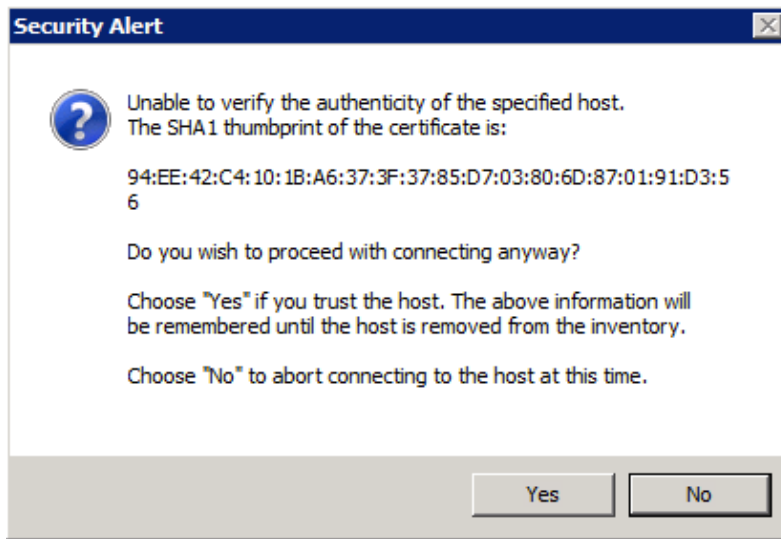 Security Alert
Unable to verify the authenticity of the specified host.
The SHA1 thumbprint of the certificate is:
94:EE:42:C4:10:1B:A6:37:3F:37:85:D7:03:80:6D:87:01:91:D3:5
6
Do you wish to proceed with connecting anyway?
Choose "Yes" if you trust the host. The above information will
be remembered until the host is removed from the inventory.
Choose "No" to abort connecting to the host at this time.
Yes
No